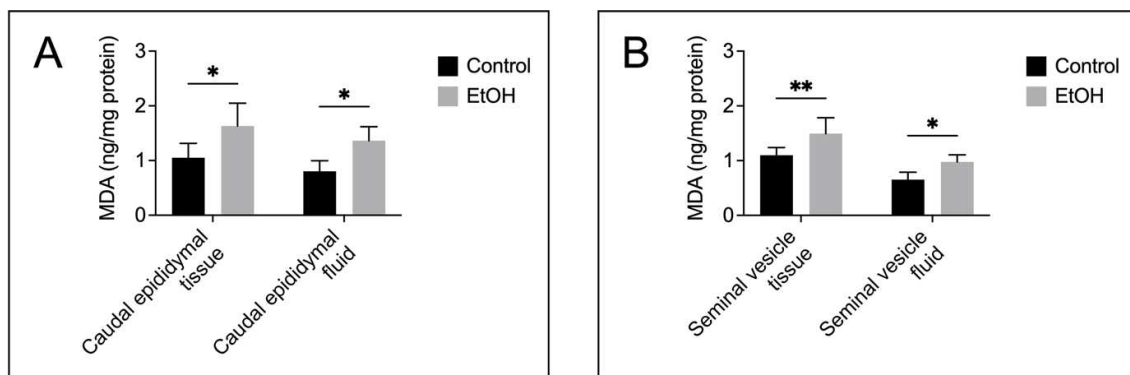 A
MDA (ng/mg protein)
3
2
1
0
*
*
Control
EtOH
Caudal epididymal
tissue
Caudal epididymal
fluid
B
MDA (ng/mg protein)
3
2
1
0
**
*
Control
EtOH
Seminal vesicle
tissue
Seminal vesicle
fluid